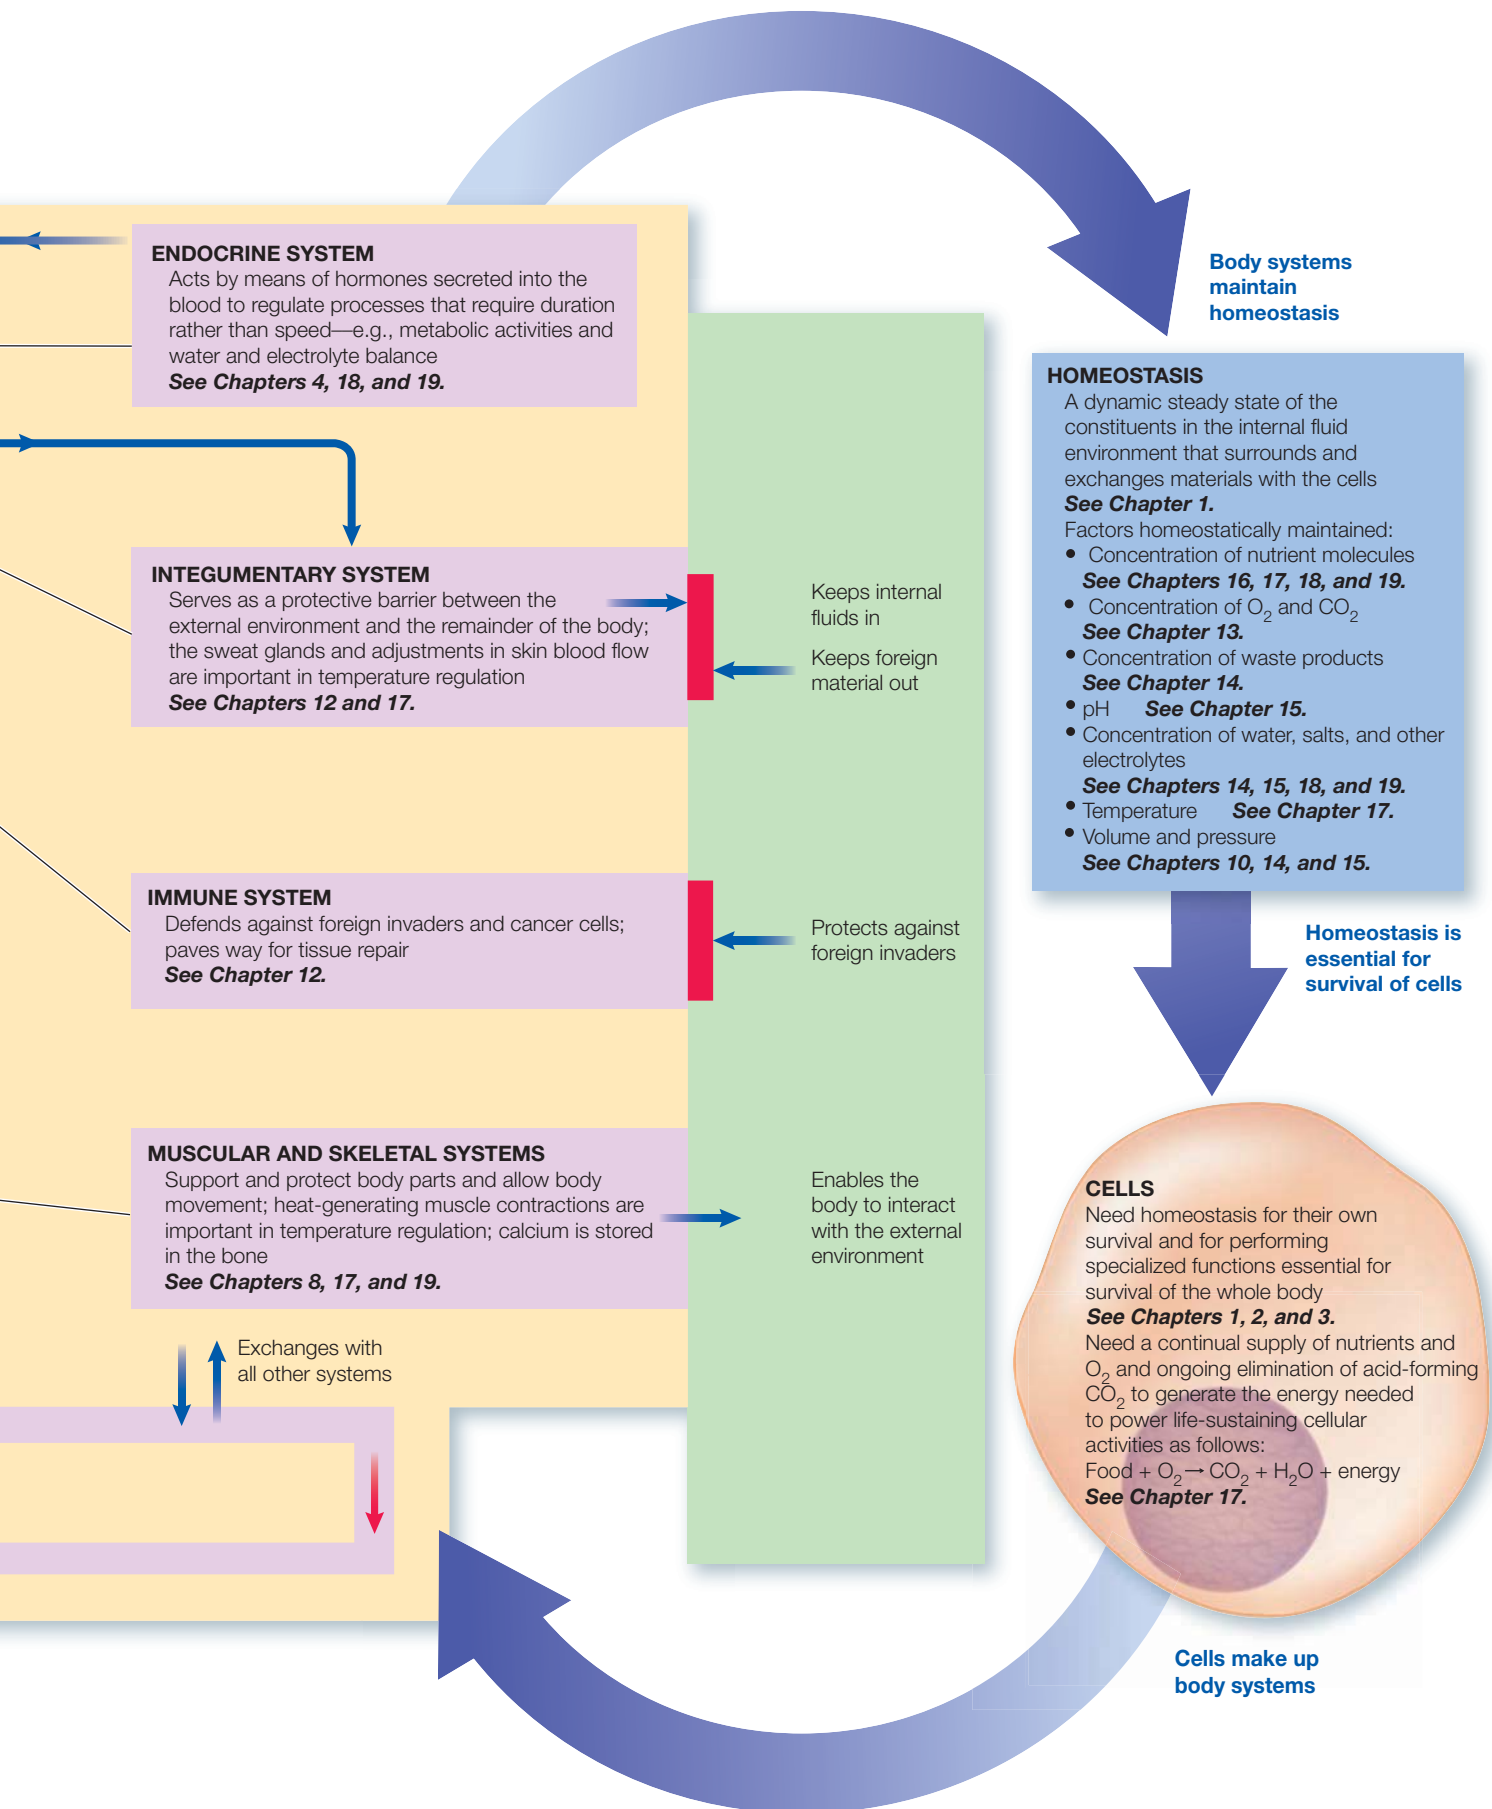 ENDOCRINE SYSTEM
Acts by means of hormones secreted into the
blood to regulate processes that require duration
rather than speed—e.g., metabolic activities and
water and electrolyte balance
See Chapters 4, 18, and 19.
INTEGUMENTARY SYSTEM
Serves as a protective barrier between the
external environment and the remainder of the body;
the sweat glands and adjustments in skin blood flow
are important in temperature regulation
See Chapters 12 and 17.
Keeps internal
fluids in
Keeps foreign
material out
IMMUNE SYSTEM
Defends against foreign invaders and cancer cells;
paves way for tissue repair
See Chapter 12.
Protects against
foreign invaders
MUSCULAR AND SKELETAL SYSTEMS
Support and protect body parts and allow body
movement; heat-generating muscle contractions are
important in temperature regulation; calcium is stored
in the bone
See Chapters 8, 17, and 19.
Enables the
body to interact
with the external
environment
Exchanges with
all other systems
Body systems
maintain
homeostasis
HOMEOSTASIS
A dynamic steady state of the
constituents in the internal fluid
environment that surrounds and
exchanges materials with the cells
See Chapter 1.
Factors homeostatically maintained:
• Concentration of nutrient molecules
See Chapters 16, 17, 18, and 19.
• Concentration of O₂ and CO₂
See Chapter 13.
• Concentration of waste products
See Chapter 14.
• pH See Chapter 15.
• Concentration of water, salts, and other
electrolytes
See Chapters 14, 15, 18, and 19.
• Temperature See Chapter 17.
• Volume and pressure
See Chapters 10, 14, and 15.
Homeostasis is
essential for
survival of cells
CELLS
Need homeostasis for their own
survival and for performing
specialized functions essential for
survival of the whole body
See Chapters 1, 2, and 3.
Need a continual supply of nutrients and
O₂ and ongoing elimination of acid-forming
CO₂ to generate the energy needed
to power life-sustaining cellular
activities as follows:
Food + O₂ → CO₂ + H₂O + energy
See Chapter 17.
Cells make up
body systems